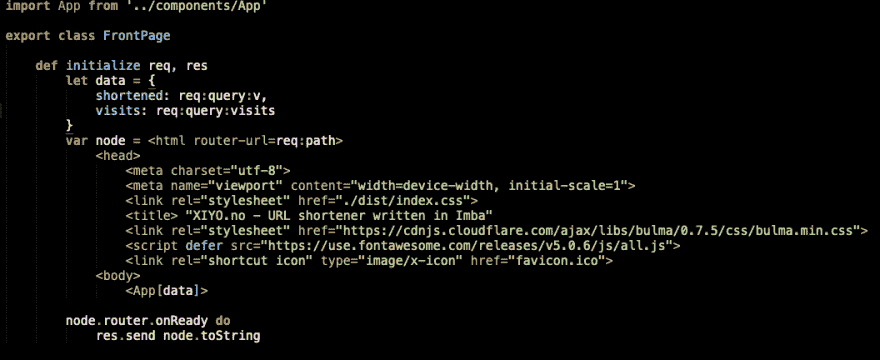 import App from '../components/App'
export class FrontPage
def initialize req, res
let data = {
shortened: req:query:v,
visits: req:query:visits
}
var node = <html router-url=req:path>
<head>
<meta charset="utf-8">
<meta name="viewport" content="width=device-width, initial-scale=1">
<link rel="stylesheet" href="./dist/index.css">
<title> "XIYO.no – URL shortener written in Imba"
<link rel="stylesheet" href="https://cdnjs.cloudflare.com/ajax/libs/bulma/0.7.5/css/bulma.min.css">
<script defer src="https://use.fontawesome.com/releases/v5.0.6/js/all.js">
<link rel="shortcut icon" type="image/x-icon" href="favicon.ico">
<body>
<App[data]>
node.router.onReady do
res.send node.toString